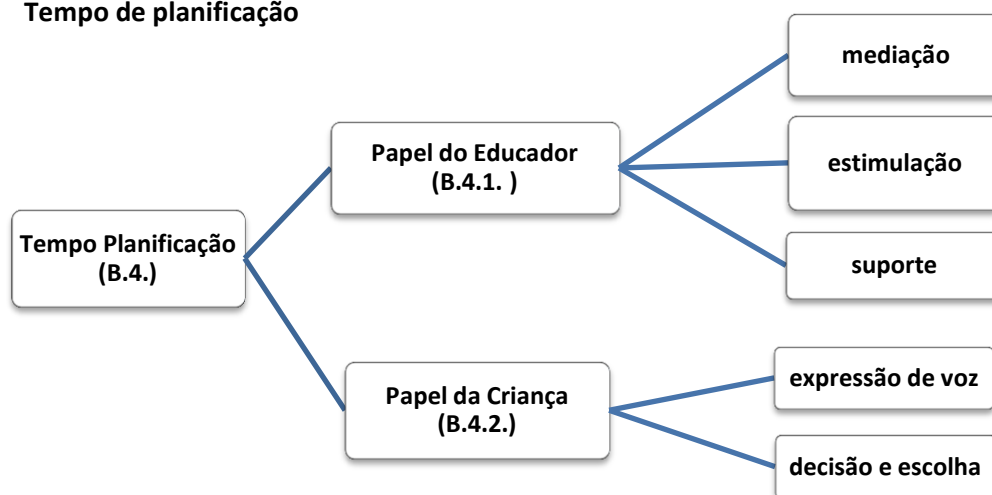 Tempo de planificação
Tempo Planificação
(B.4.)
Papel do Educador
(B.4.1. )
mediação
estimulação
suporte
Papel da Criança
(B.4.2.)
expressão de voz
decisão e escolha